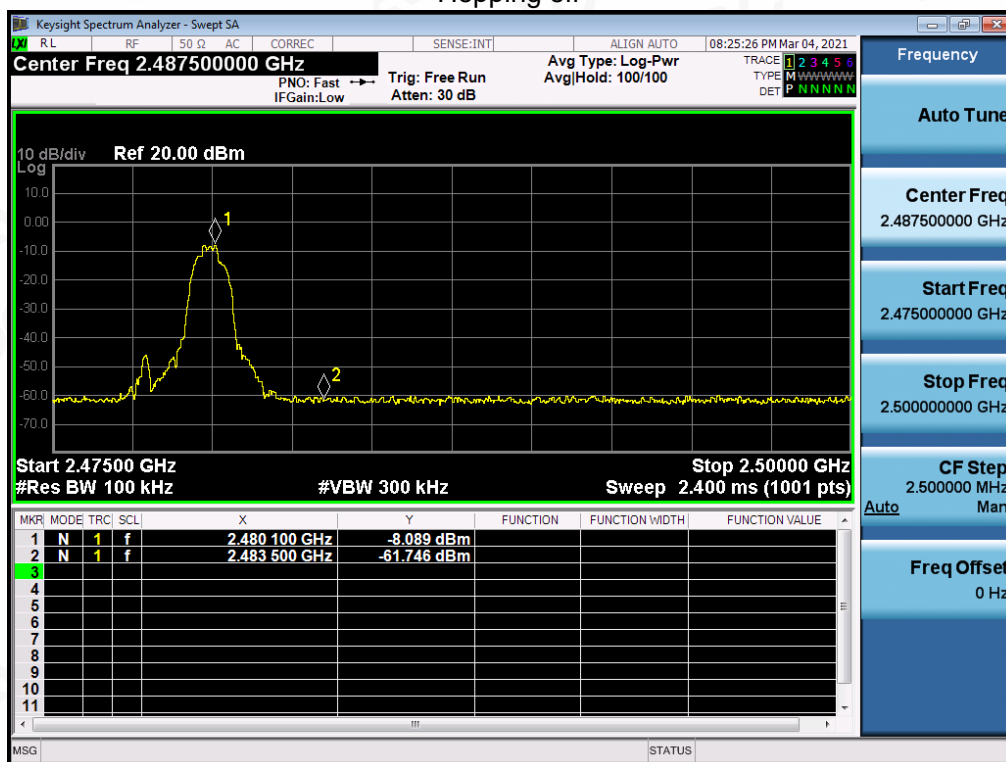 Hopping off
Keysight Spectrum Analyzer - Swept SA
LXI RL RF 50 Ω AC CORREC SENSE:INT ALIGN AUTO 08:25:26 PM Mar 04, 2021
Center Freq 2.487500000 GHz
PNO: Fast
IFGain:Low
Trig: Free Run
Atten: 30 dB
Avg Type: Log-Pwr
Avg|Hold: 100/100
TRACE 1 2 3 4 5 6
TYPE M WWWWW
DET P N N N N N
10 dB/div Ref 20.00 dBm
Log
10.0
0.00
-10.0
-20.0
-30.0
-40.0
-50.0
-60.0
-70.0
1
2
Start 2.47500 GHz Stop 2.50000 GHz
#Res BW 100 kHz #VBW 300 kHz Sweep 2.400 ms (1001 pts)
MKR MODE TRC SCL X Y FUNCTION FUNCTION WIDTH FUNCTION VALUE
1 N 1 f 2.480 100 GHz -8.089 dBm
2 N 1 f 2.483 500 GHz -61.746 dBm
3
4
5
6
7
8
9
10
11
MSG STATUS
Frequency
Auto Tune
Center Freq
2.487500000 GHz
Start Freq
2.475000000 GHz
Stop Freq
2.500000000 GHz
CF Step
2.500000 MHz
Auto Man
Freq Offset
0 Hz